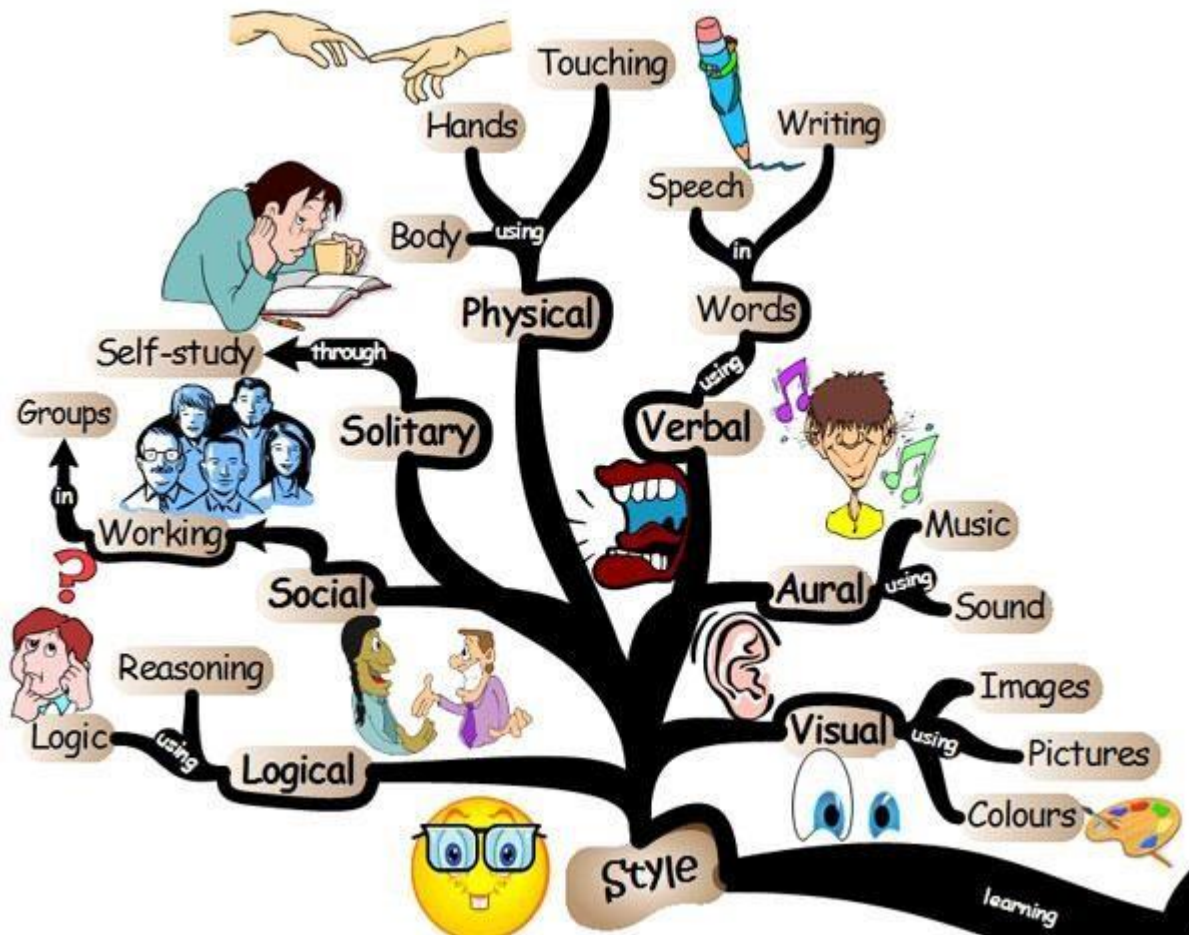 Touching
Hands
Writing
Speech
Body
using
in
Physical
Words
Self-study
through
using
Groups
Solitary
Verbal
in
Working
Music
Social
Aural
using
Sound
Reasoning
Images
Logic
using
Logical
Visual
using
Pictures
Colours
Style
learning